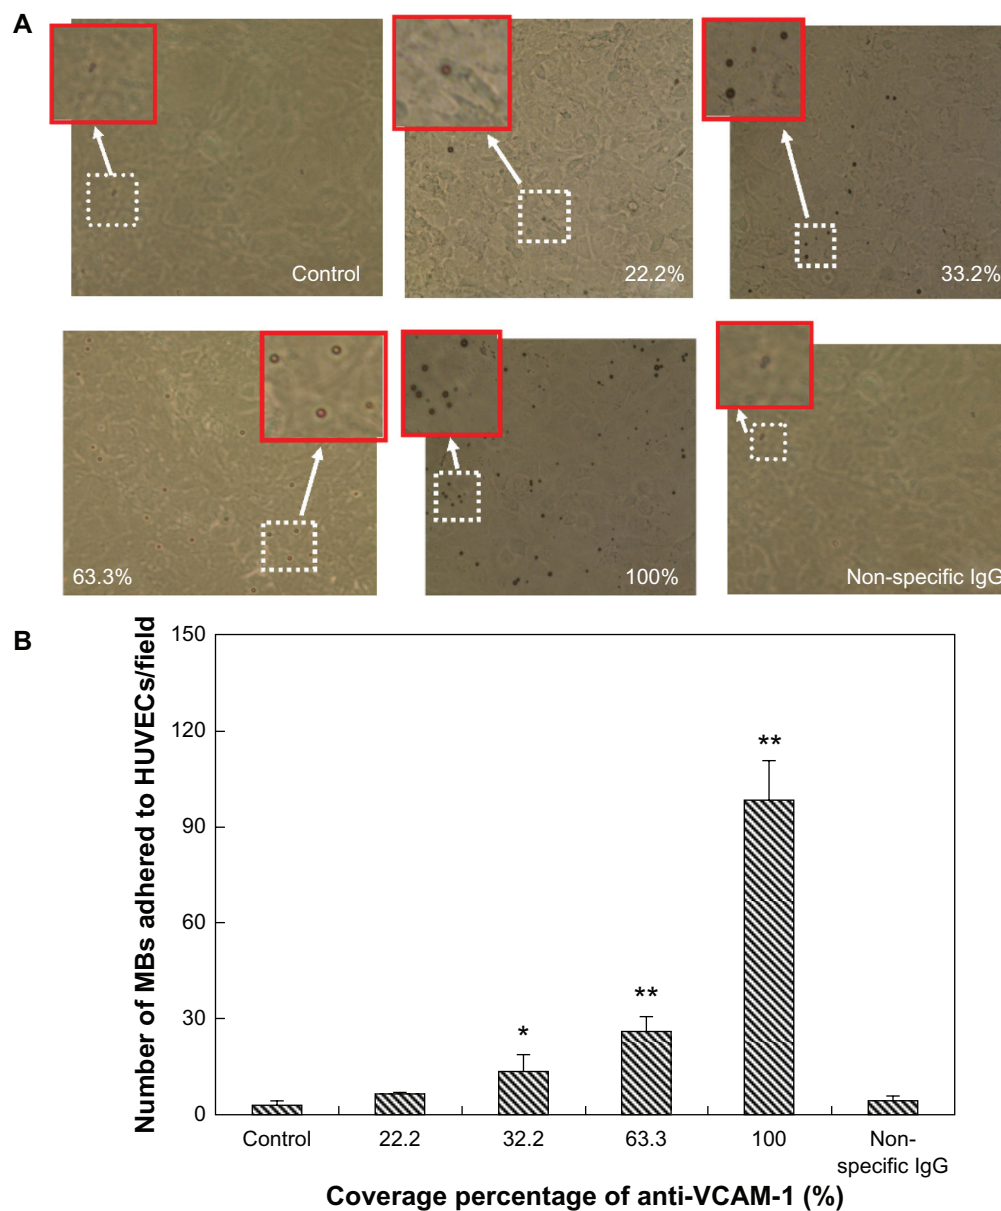 A
Control
22.2%
33.2%
63.3%
100%
Non-specific IgG
B
Number of MBs adhered to HUVECs/field
150
120
90
60
30
0
*
**
**
Control
22.2
32.2
63.3
100
Non-
specific IgG
Coverage percentage of anti-VCAM-1 (%)